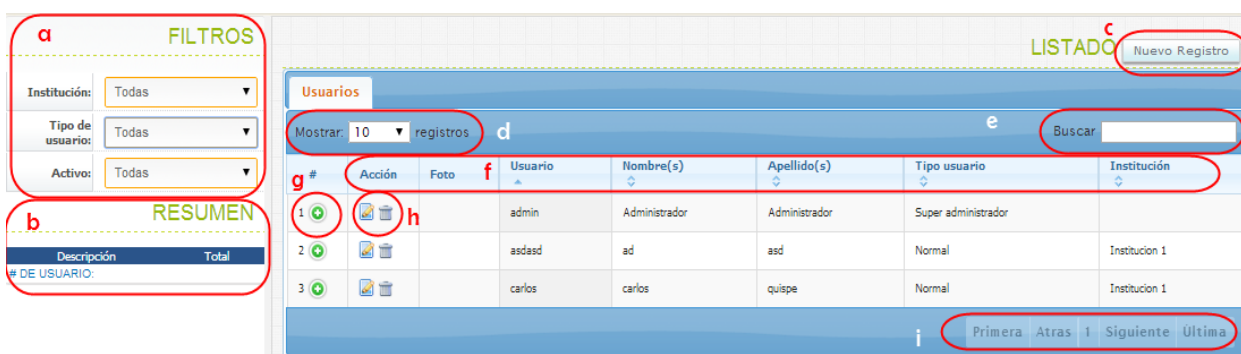 a FILTROS
Institución: Todas
Tipo de usuario: Todas
Activo: Todas
b RESUMEN
Descripción Total
# DE USUARIO:
c
LISTADO Nuevo Registro
Usuarios
Mostrar: 10 registros d e Buscar
g # Acción Foto f Usuario Nombre(s) Apellido(s) Tipo usuario Institución
1 h admin Administrador Administrador Super administrador
2 asdasd ad asd Normal Institucion 1
3 carlos carlos quispe Normal Institucion 1
i Primera Atras 1 Siguiente Última